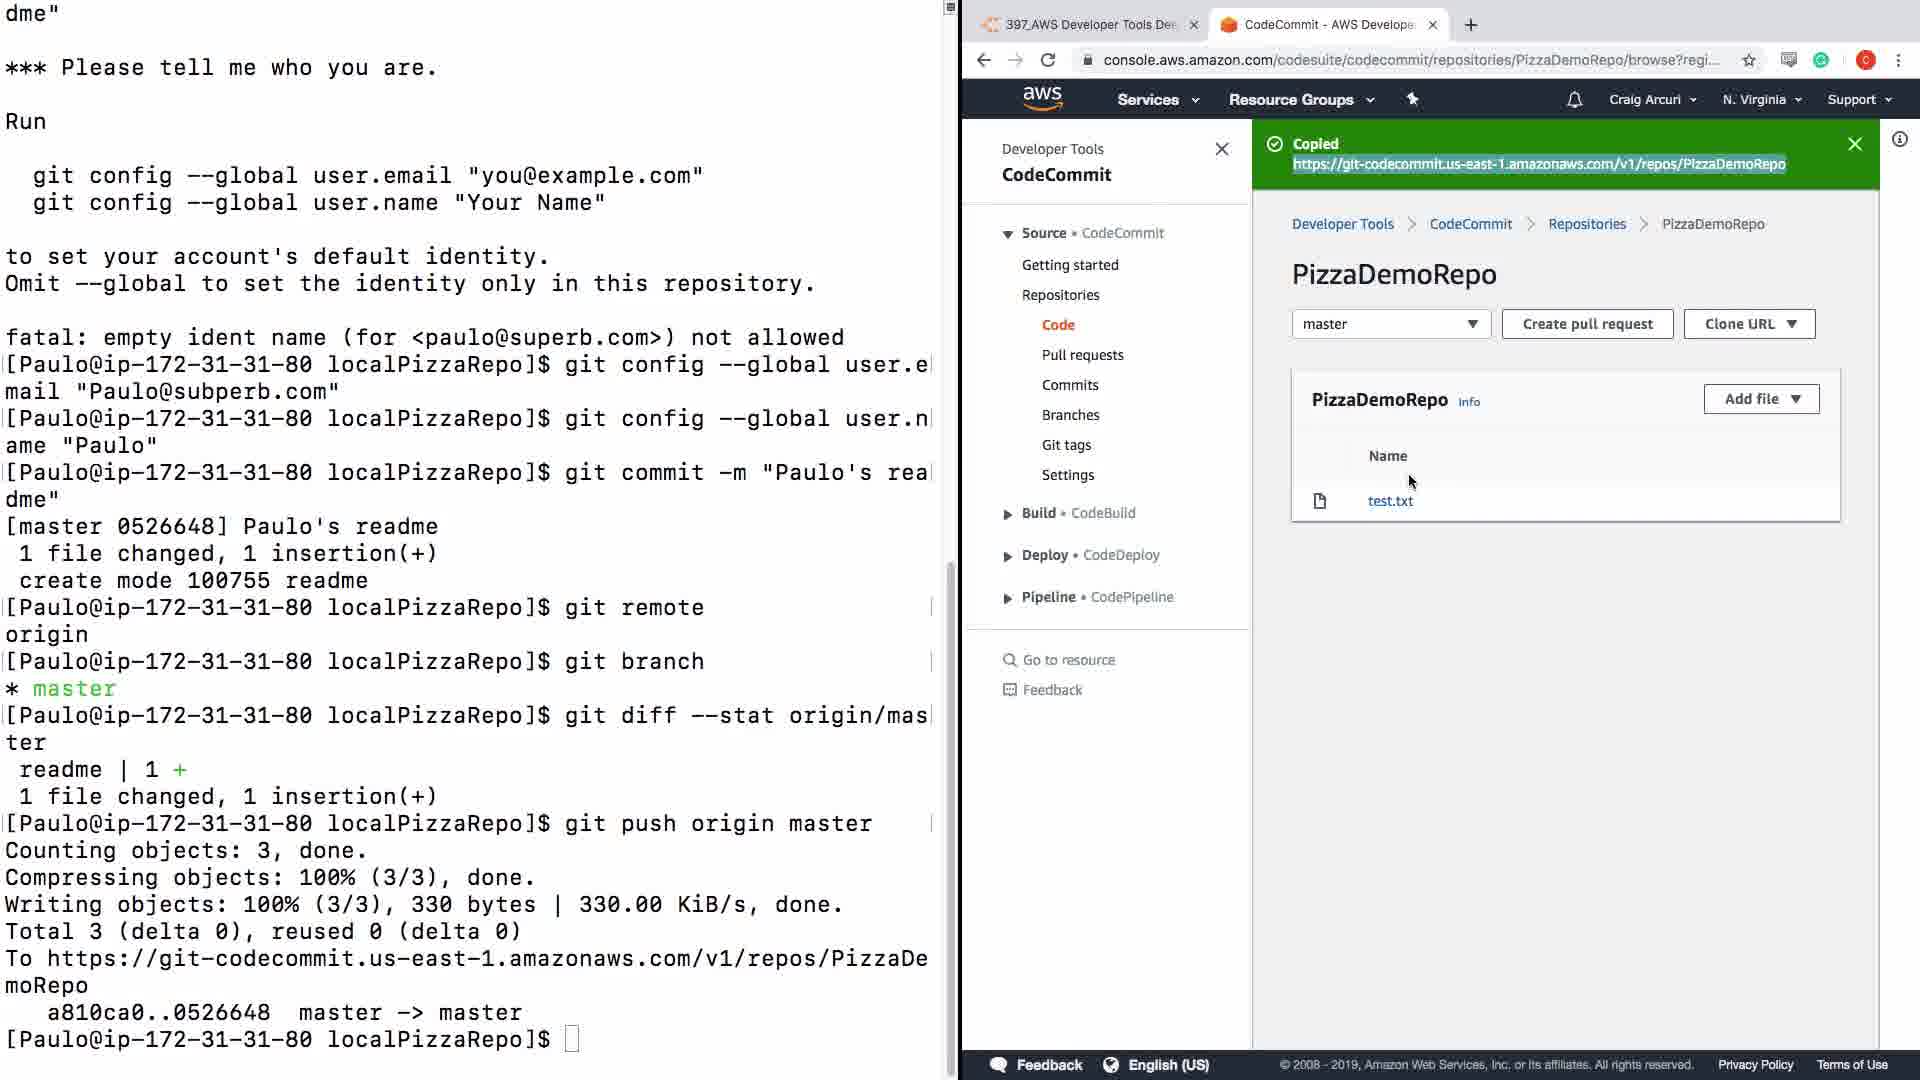 dme"
*** Please tell me who you are.
Run
git config --global user.email "you@example.com"
git config --global user.name "Your Name"
to set your account's default identity.
Omit --global to set the identity only in this repository.
fatal: empty ident name (for <paulo@superb.com>) not allowed
[Paulo@ip-172-31-31-80 localPizzaRepo]$ git config --global user.e
mail "Paulo@subperb.com"
[Paulo@ip-172-31-31-80 localPizzaRepo]$ git config --global user.n
ame "Paulo"
[Paulo@ip-172-31-31-80 localPizzaRepo]$ git commit -m "Paulo's rea
dme"
[master 0526648] Paulo's readme
1 file changed, 1 insertion(+)
create mode 100755 readme
[Paulo@ip-172-31-31-80 localPizzaRepo]$ git remote
origin
[Paulo@ip-172-31-31-80 localPizzaRepo]$ git branch
* master
[Paulo@ip-172-31-31-80 localPizzaRepo]$ git diff --stat origin/mas
ter
readme | 1 +
1 file changed, 1 insertion(+)
[Paulo@ip-172-31-31-80 localPizzaRepo]$ git push origin master
Counting objects: 3, done.
Compressing objects: 100% (3/3), done.
Writing objects: 100% (3/3), 330 bytes | 330.00 KiB/s, done.
Total 3 (delta 0), reused 0 (delta 0)
To https://git-codecommit.us-east-1.amazonaws.com/v1/repos/PizzaDe
moRepo
a810ca0..0526648 master -> master
[Paulo@ip-172-31-31-80 localPizzaRepo]$
397_AWS Developer Tools Dee
CodeCommit - AWS Develope
console.aws.amazon.com/codesuite/codecommit/repositories/PizzaDemoRepo/browse?regi...
C
aws
Services
Resource Groups
Craig Arcuri
N. Virginia
Support
Developer Tools
CodeCommit
Source • CodeCommit
Getting started
Repositories
Code
Pull requests
Commits
Branches
Git tags
Settings
Build • CodeBuild
Deploy • CodeDeploy
Pipeline • CodePipeline
Go to resource
Feedback
Copied
https://git-codecommit.us-east-1.amazonaws.com/v1/repos/PizzaDemoRepo
Developer Tools > CodeCommit > Repositories > PizzaDemoRepo
PizzaDemoRepo
master
Create pull request
Clone URL
PizzaDemoRepo Info
Add file
Name
test.txt
Feedback
English (US)
© 2008 - 2019, Amazon Web Services, Inc. or its affiliates. All rights reserved.
Privacy Policy
Terms of Use